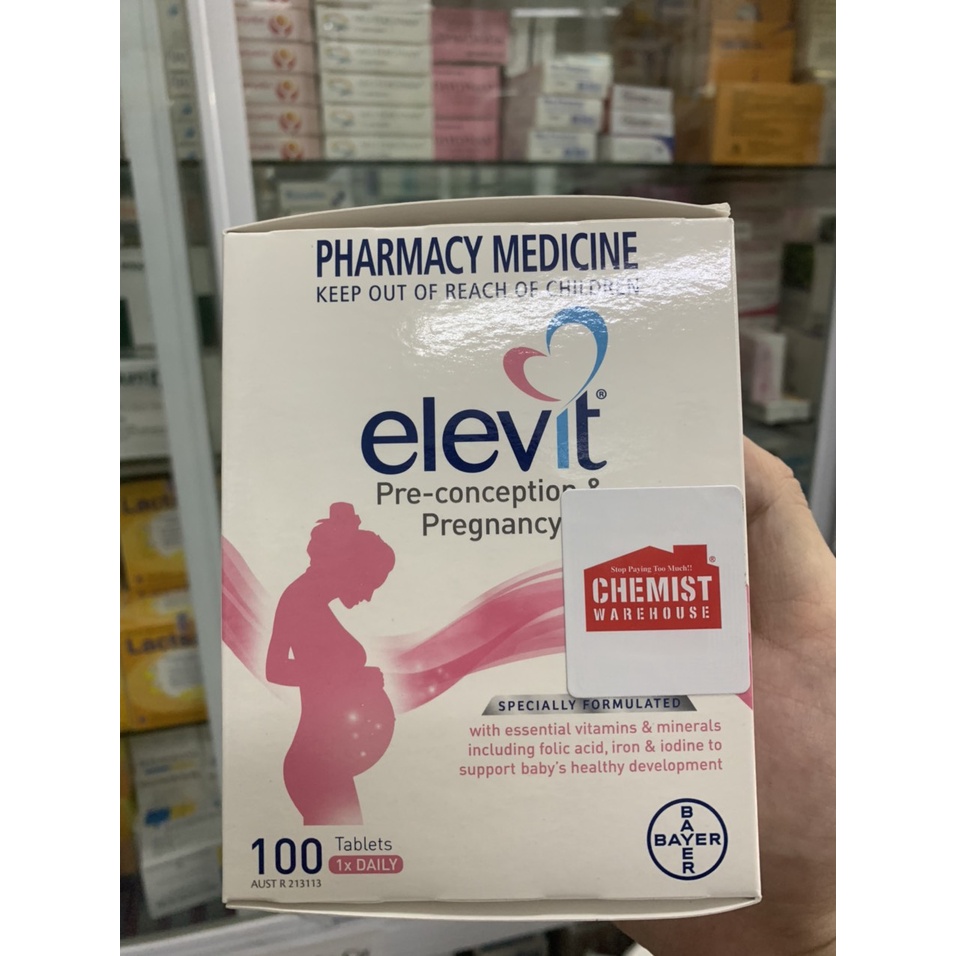 PHARMACY MEDICINE
KEEP OUT OF REACH OF CHILDREN
elevit®
Pre-conception &
Pregnancy
Stop Paying Too Much!!
CHEMIST ®
WAREHOUSE
SPECIALLY FORMULATED
with essential vitamins & minerals
including folic acid, iron & iodine to
support baby's healthy development
100 Tablets
1x DAILY
AUST R 213113
BAYER
BAYER